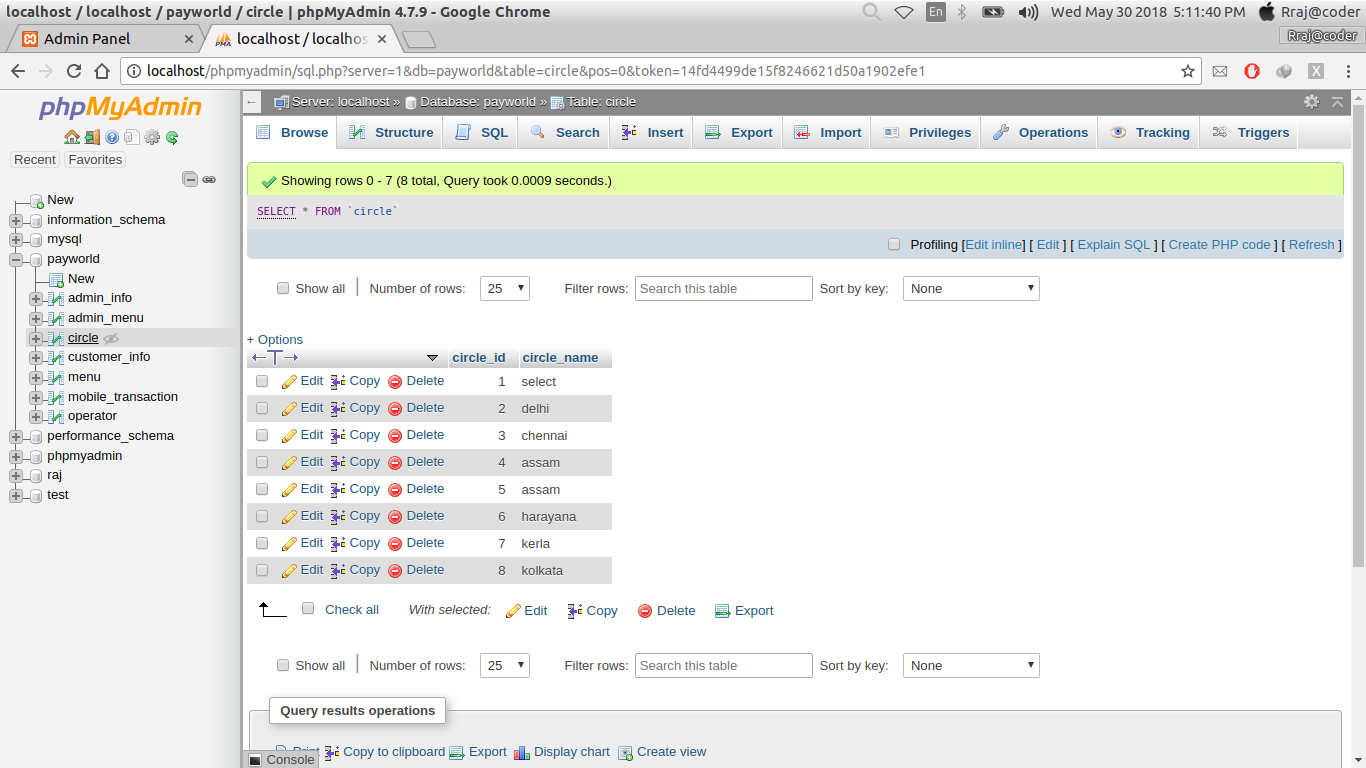 localhost / localhost / payworld / circle | phpMyAdmin 4.7.9 - Google Chrome En Wed May 30 2018 5:11:40 PM Rraj@coder
Admin Panel localhost / localhos Rraj@coder
localhost/phpmyadmin/sql.php?server=1&db=payworld&table=circle&pos=0&token=14fd4499de15f8246621d50a1902efe1
phpMyAdmin
Recent Favorites
New
information_schema
mysql
payworld
New
admin_info
admin_menu
circle
customer_info
menu
mobile_transaction
operator
performance_schema
phpmyadmin
raj
test
Server: localhost » Database: payworld » Table: circle
Browse Structure SQL Search Insert Export Import Privileges Operations Tracking Triggers
Showing rows 0 - 7 (8 total, Query took 0.0009 seconds.)
SELECT * FROM `circle`
Profiling [Edit inline] [ Edit ] [ Explain SQL ] [ Create PHP code ] [ Refresh ]
Show all | Number of rows: 25 Filter rows: Search this table Sort by key: None
+ Options
circle_id circle_name
Edit Copy Delete 1 select
Edit Copy Delete 2 delhi
Edit Copy Delete 3 chennai
Edit Copy Delete 4 assam
Edit Copy Delete 5 assam
Edit Copy Delete 6 harayana
Edit Copy Delete 7 kerla
Edit Copy Delete 8 kolkata
Check all With selected: Edit Copy Delete Export
Show all | Number of rows: 25 Filter rows: Search this table Sort by key: None
Query results operations
Print Copy to clipboard Export Display chart Create view
Console